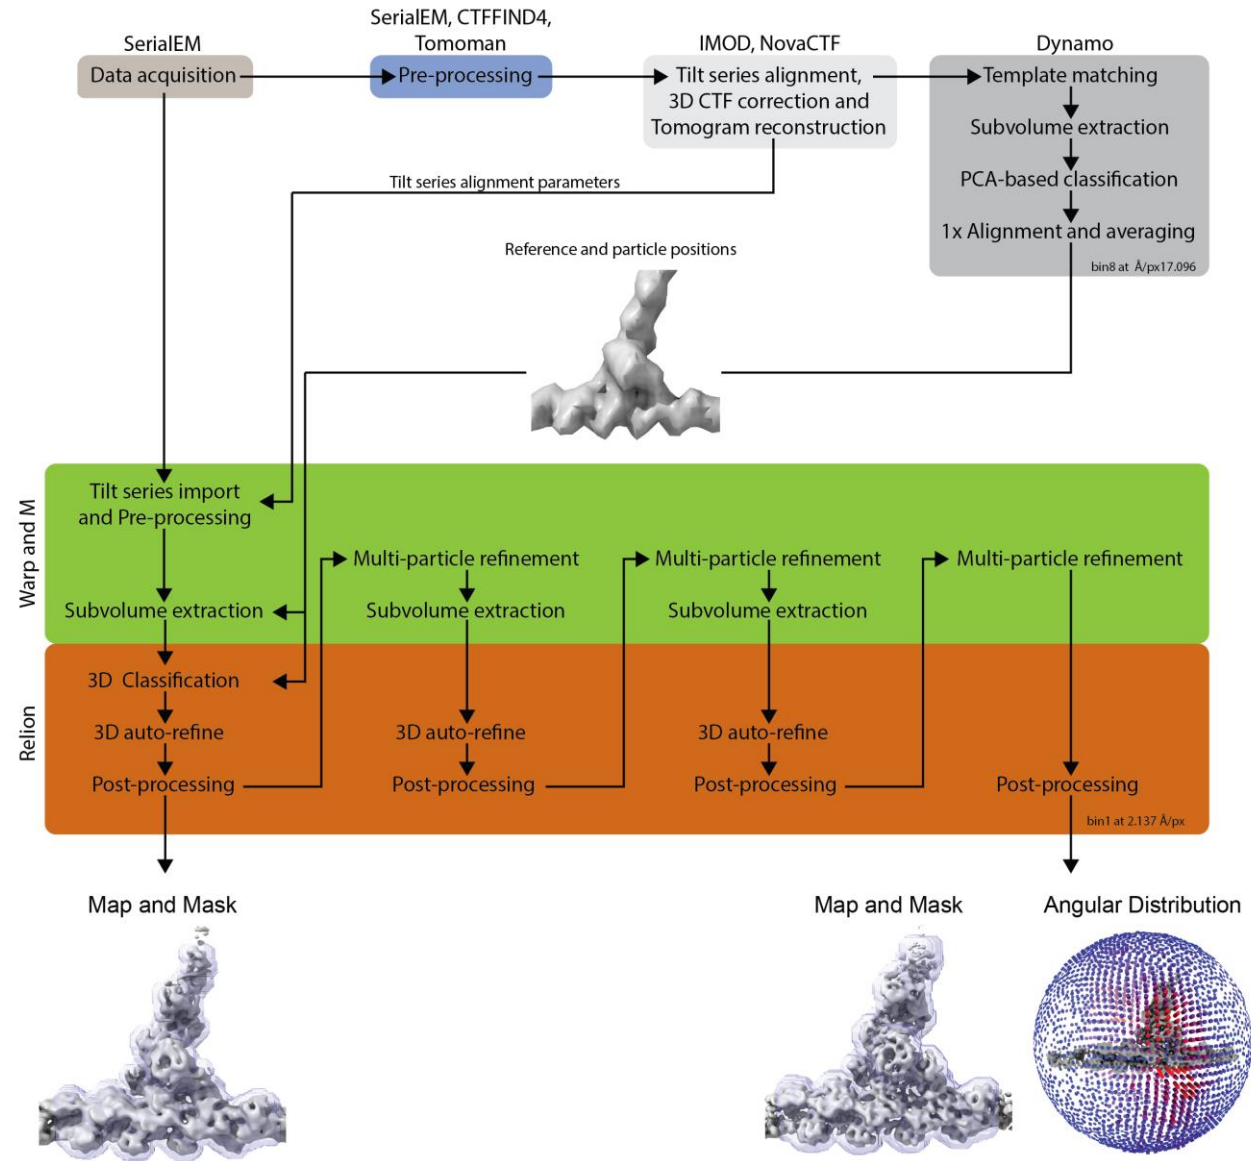 SerialEM
SerialEM, CTFFIND4,
Tomoman
IMOD, NovaCTF
Dynamo
Data acquisition
Pre-processing
Tilt series alignment,
3D CTF correction and
Tomogram reconstruction
Template matching
Subvolume extraction
PCA-based classification
1x Alignment and averaging
bin8 at Å/px17.096
Tilt series alignment parameters
Reference and particle positions
Warp and M
Tilt series import
and Pre-processing
Multi-particle refinement
Multi-particle refinement
Multi-particle refinement
Subvolume extraction
Subvolume extraction
Subvolume extraction
Relion
3D Classification
3D auto-refine
3D auto-refine
3D auto-refine
Post-processing
Post-processing
Post-processing
Post-processing
bin1 at 2.137 Å/px
Map and Mask
Map and Mask
Angular Distribution